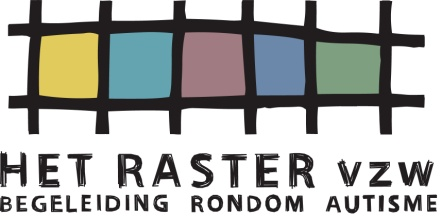 HET RASTER VZW
BEGELEIDING RONDOM AUTISME